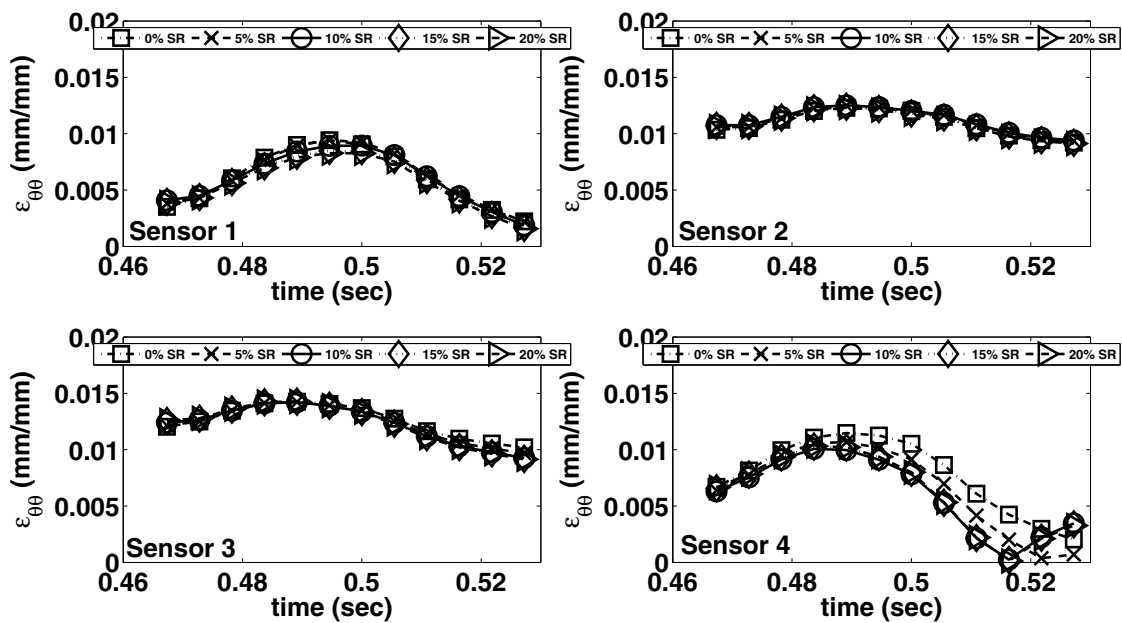 0.02
0% SR 5% SR 10% SR 15% SR 20% SR
0.015
0.01
0.005
0
ε_θθ (mm/mm)
Sensor 1
0.46 0.48 0.5 0.52
time (sec)
0.02
0% SR 5% SR 10% SR 15% SR 20% SR
0.015
0.01
0.005
0
ε_θθ (mm/mm)
Sensor 2
0.46 0.48 0.5 0.52
time (sec)
0.02
0% SR 5% SR 10% SR 15% SR 20% SR
0.015
0.01
0.005
0
ε_θθ (mm/mm)
Sensor 3
0.46 0.48 0.5 0.52
time (sec)
0.02
0% SR 5% SR 10% SR 15% SR 20% SR
0.015
0.01
0.005
0
ε_θθ (mm/mm)
Sensor 4
0.46 0.48 0.5 0.52
time (sec)